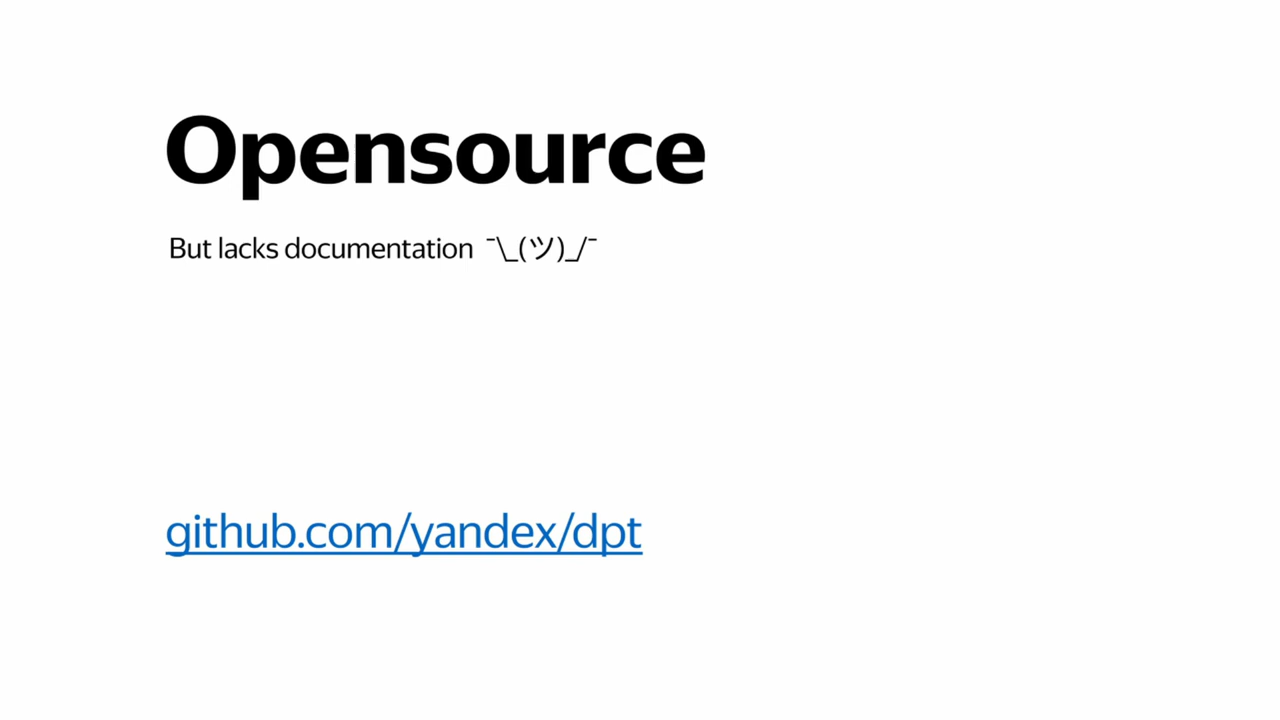 Opensource
But lacks documentation ¯\_(ツ)_/¯
github.com/yandex/dpt